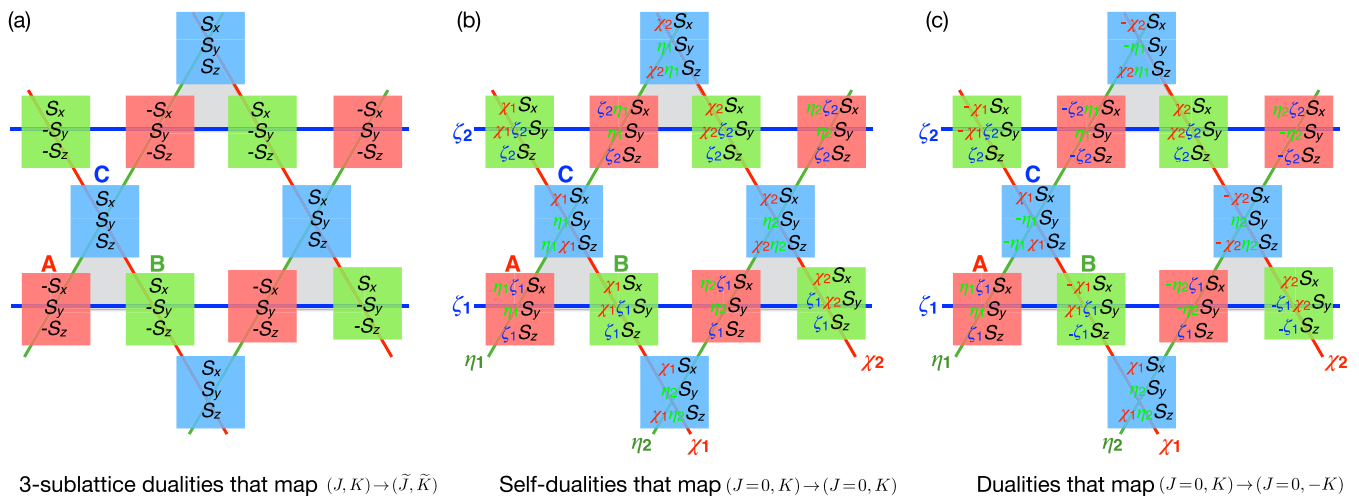 (a)
Sx
Sy
Sz
Sx
-Sy
-Sz
-Sx
Sy
-Sz
Sx
-Sy
-Sz
-Sx
Sy
-Sz
C
Sx
Sy
Sz
Sx
Sy
Sz
A
-Sx
Sy
-Sz
B
Sx
-Sy
-Sz
-Sx
Sy
-Sz
Sx
-Sy
-Sz
Sx
Sy
Sz
3-sublattice dualities that map (J, K) → (J̃, K̃)
(b)
χ2Sx
η1Sy
χ2η1Sz
ζ2
χ1Sx
χ1ζ2Sy
ζ2Sz
ζ2η1Sx
η1Sy
ζ2Sz
χ2Sx
χ2ζ2Sy
ζ2Sz
η2ζ2Sx
η2Sy
ζ2Sz
C
χ1Sx
η1Sy
η1χ1Sz
χ2Sx
η2Sy
χ2η2Sz
ζ1
A
η1ζ1Sx
η1Sy
ζ1Sz
B
χ1Sx
χ1ζ1Sy
ζ1Sz
η2ζ1Sx
η2Sy
ζ1Sz
χ2Sx
ζ1χ2Sy
ζ1Sz
η1
χ2
χ1Sx
η2Sy
χ1η2Sz
η2
χ1
Self-dualities that map (J=0, K) → (J=0, K)
(c)
-χ2Sx
-η1Sy
χ2η1Sz
ζ2
-χ1Sx
-χ1ζ2Sy
ζ2Sz
-ζ2η1Sx
η1Sy
-ζ2Sz
χ2Sx
χ2ζ2Sy
ζ2Sz
η2ζ2Sx
-η2Sy
-ζ2Sz
C
χ1Sx
-η1Sy
-η1χ1Sz
-χ2Sx
η2Sy
-χ2η2Sz
ζ1
A
η1ζ1Sx
η1Sy
-ζ1Sz
B
-χ1Sx
χ1ζ1Sy
-ζ1Sz
-η2ζ1Sx
-η2Sy
ζ1Sz
χ2Sx
-ζ1χ2Sy
-ζ1Sz
η1
χ2
χ1Sx
η2Sy
χ1η2Sz
η2
χ1
Dualities that map (J=0, K) → (J=0, -K)